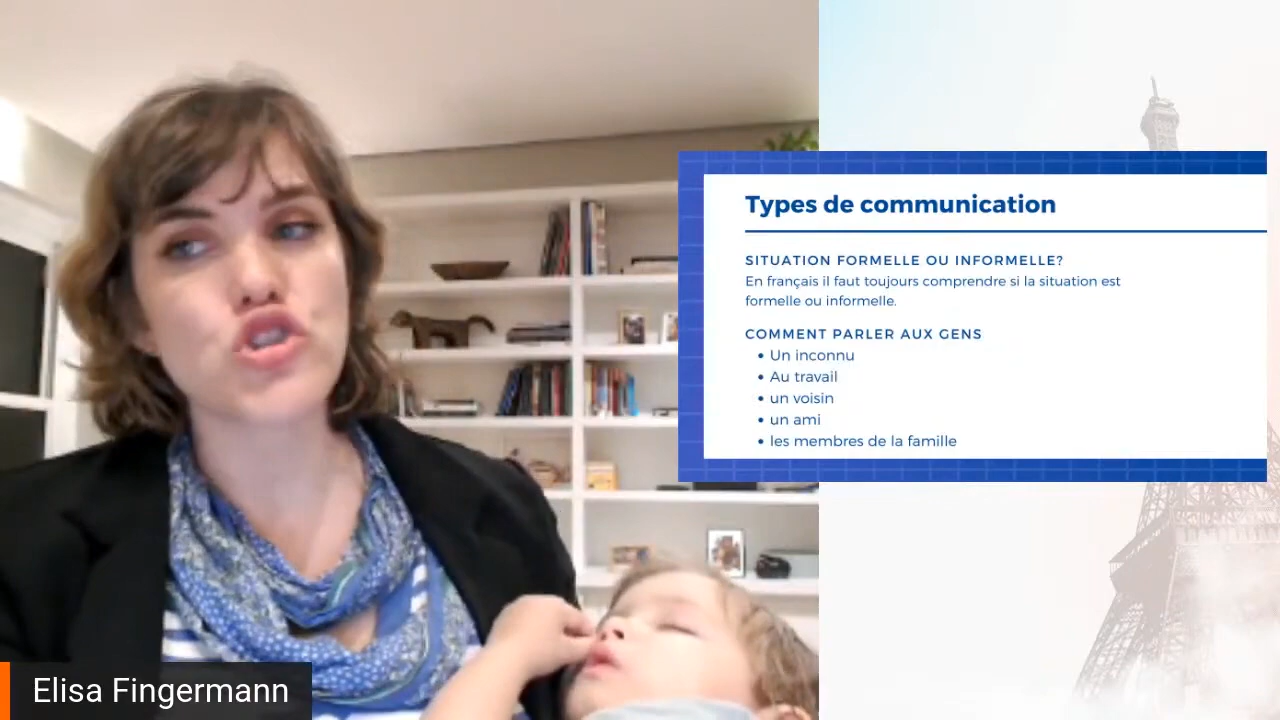 Types de communication
SITUATION FORMELLE OU INFORMELLE?
En français il faut toujours comprendre si la situation est
formelle ou informelle.
COMMENT PARLER AUX GENS
• Un inconnu
• Au travail
• un voisin
• un ami
• les membres de la famille
Elisa Fingermann